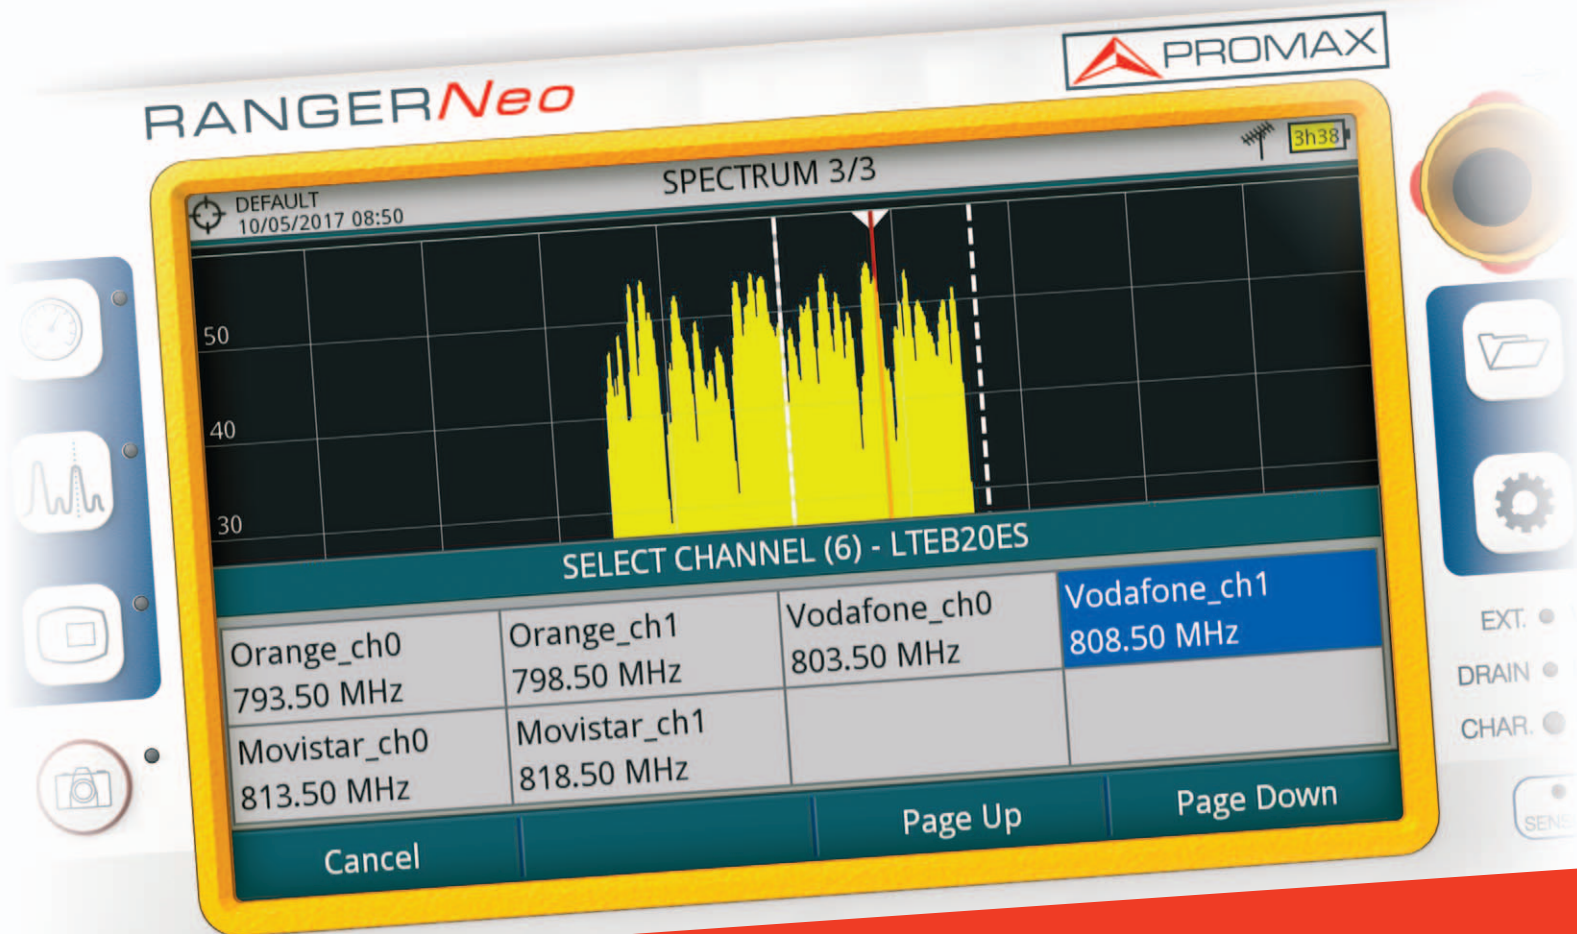 RANGERNeo
PROMAX
DEFAULT
10/05/2017 08:50
SPECTRUM 3/3
3h38
50
40
30
SELECT CHANNEL (6) - LTEB20ES
Orange_ch0
793.50 MHz
Orange_ch1
798.50 MHz
Vodafone_ch0
803.50 MHz
Vodafone_ch1
808.50 MHz
Movistar_ch0
813.50 MHz
Movistar_ch1
818.50 MHz
Cancel
Page Up
Page Down
EXT.
DRAIN
CHAR.